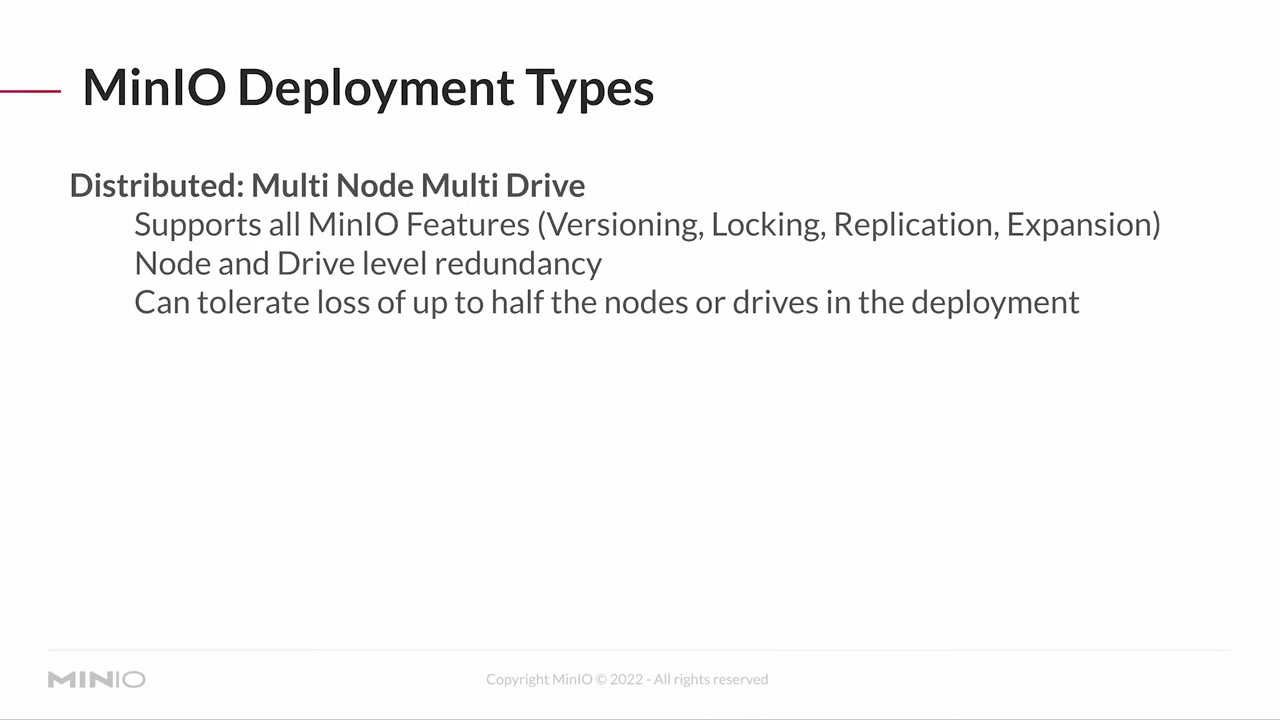 MinIO Deployment Types
Distributed: Multi Node Multi Drive
Supports all MinIO Features (Versioning, Locking, Replication, Expansion)
Node and Drive level redundancy
Can tolerate loss of up to half the nodes or drives in the deployment
MINIO
Copyright MinIO © 2022 - All rights reserved